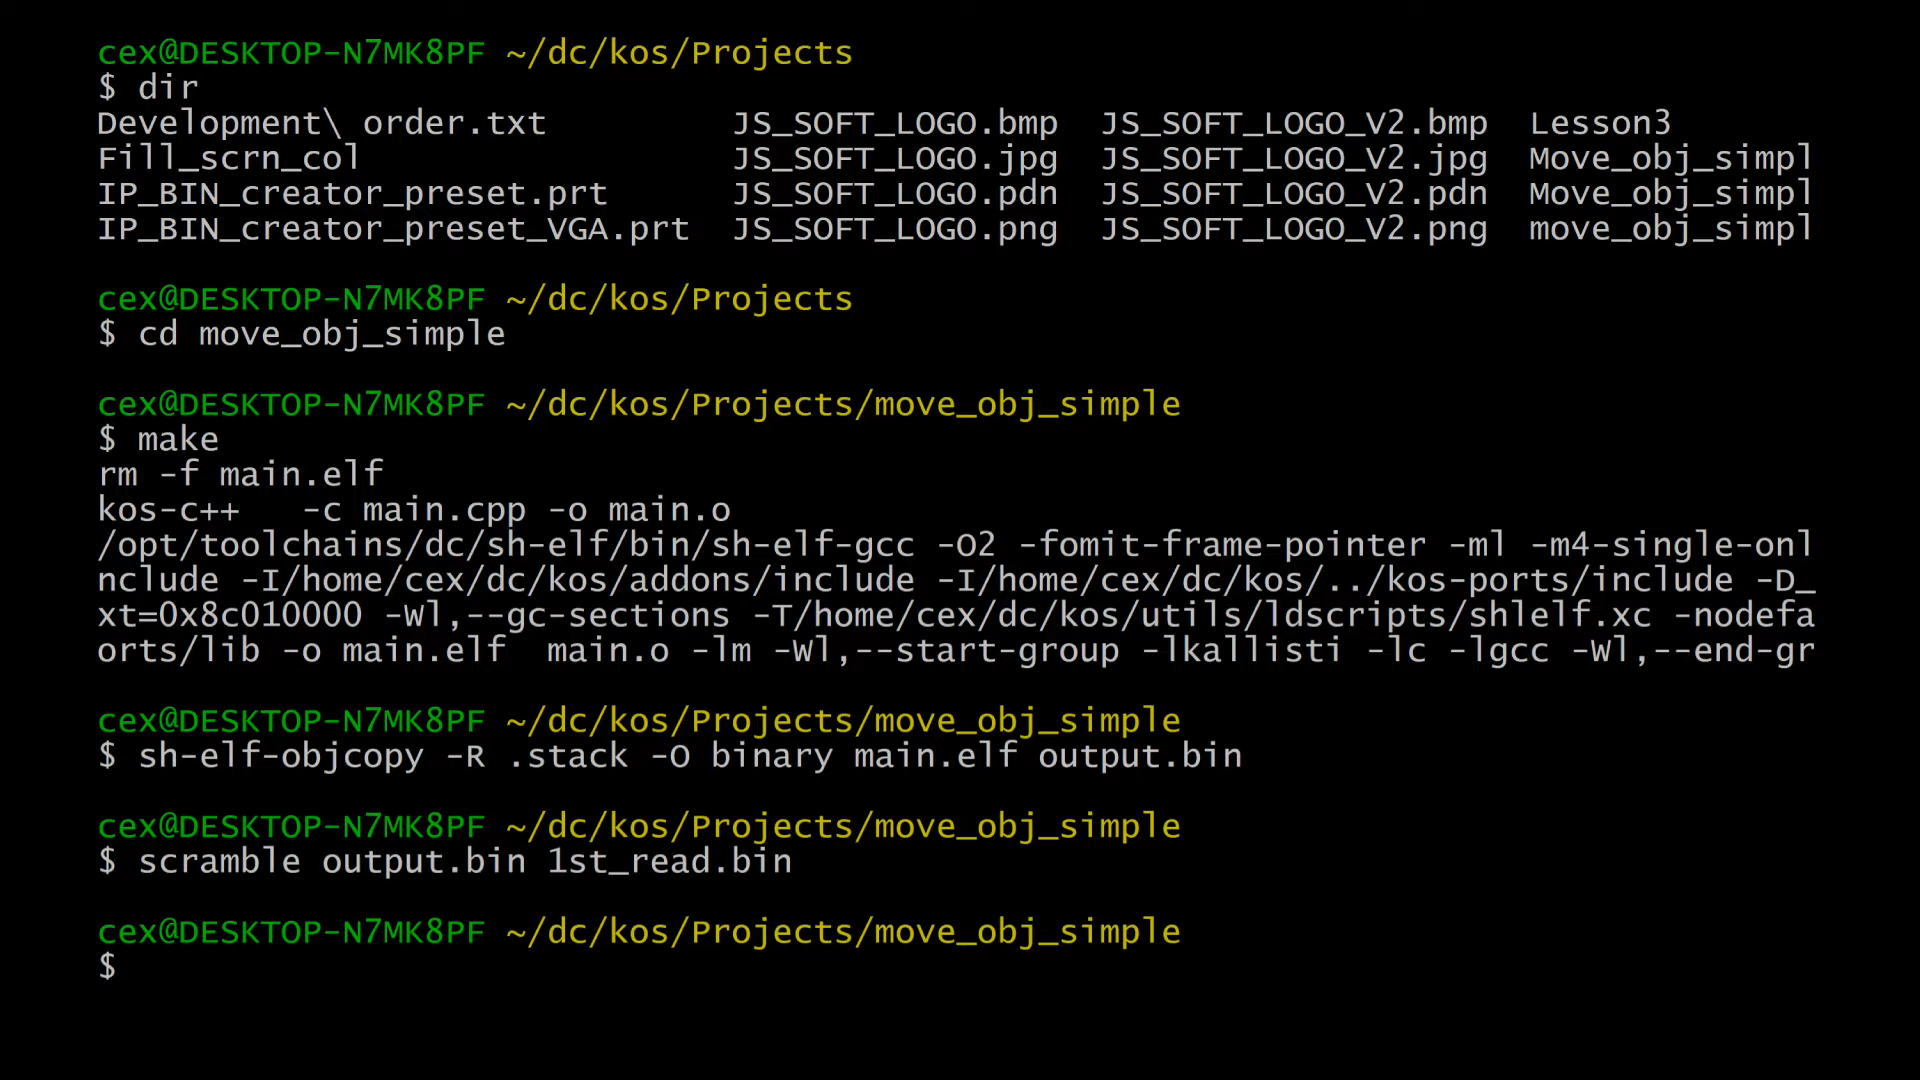 cex@DESKTOP-N7MK8PF ~/dc/kos/Projects
$ dir
Development\ order.txt JS_SOFT_LOGO.bmp JS_SOFT_LOGO_V2.bmp Lesson3
Fill_scrn_col JS_SOFT_LOGO.jpg JS_SOFT_LOGO_V2.jpg Move_obj_simpl
IP_BIN_creator_preset.prt JS_SOFT_LOGO.pdn JS_SOFT_LOGO_V2.pdn Move_obj_simpl
IP_BIN_creator_preset_VGA.prt JS_SOFT_LOGO.png JS_SOFT_LOGO_V2.png move_obj_simpl
cex@DESKTOP-N7MK8PF ~/dc/kos/Projects
$ cd move_obj_simple
cex@DESKTOP-N7MK8PF ~/dc/kos/Projects/move_obj_simple
$ make
rm -f main.elf
kos-c++ -c main.cpp -o main.o
/opt/toolchains/dc/sh-elf/bin/sh-elf-gcc -O2 -fomit-frame-pointer -ml -m4-single-onl
nclude -I/home/cex/dc/kos/addons/include -I/home/cex/dc/kos/../kos-ports/include -D_
xt=0x8c010000 -Wl,--gc-sections -T/home/cex/dc/kos/utils/ldscripts/shlelf.xc -nodefa
orts/lib -o main.elf main.o -lm -Wl,--start-group -lkallisti -lc -lgcc -Wl,--end-gr
cex@DESKTOP-N7MK8PF ~/dc/kos/Projects/move_obj_simple
$ sh-elf-objcopy -R .stack -O binary main.elf output.bin
cex@DESKTOP-N7MK8PF ~/dc/kos/Projects/move_obj_simple
$ scramble output.bin 1st_read.bin
cex@DESKTOP-N7MK8PF ~/dc/kos/Projects/move_obj_simple
$